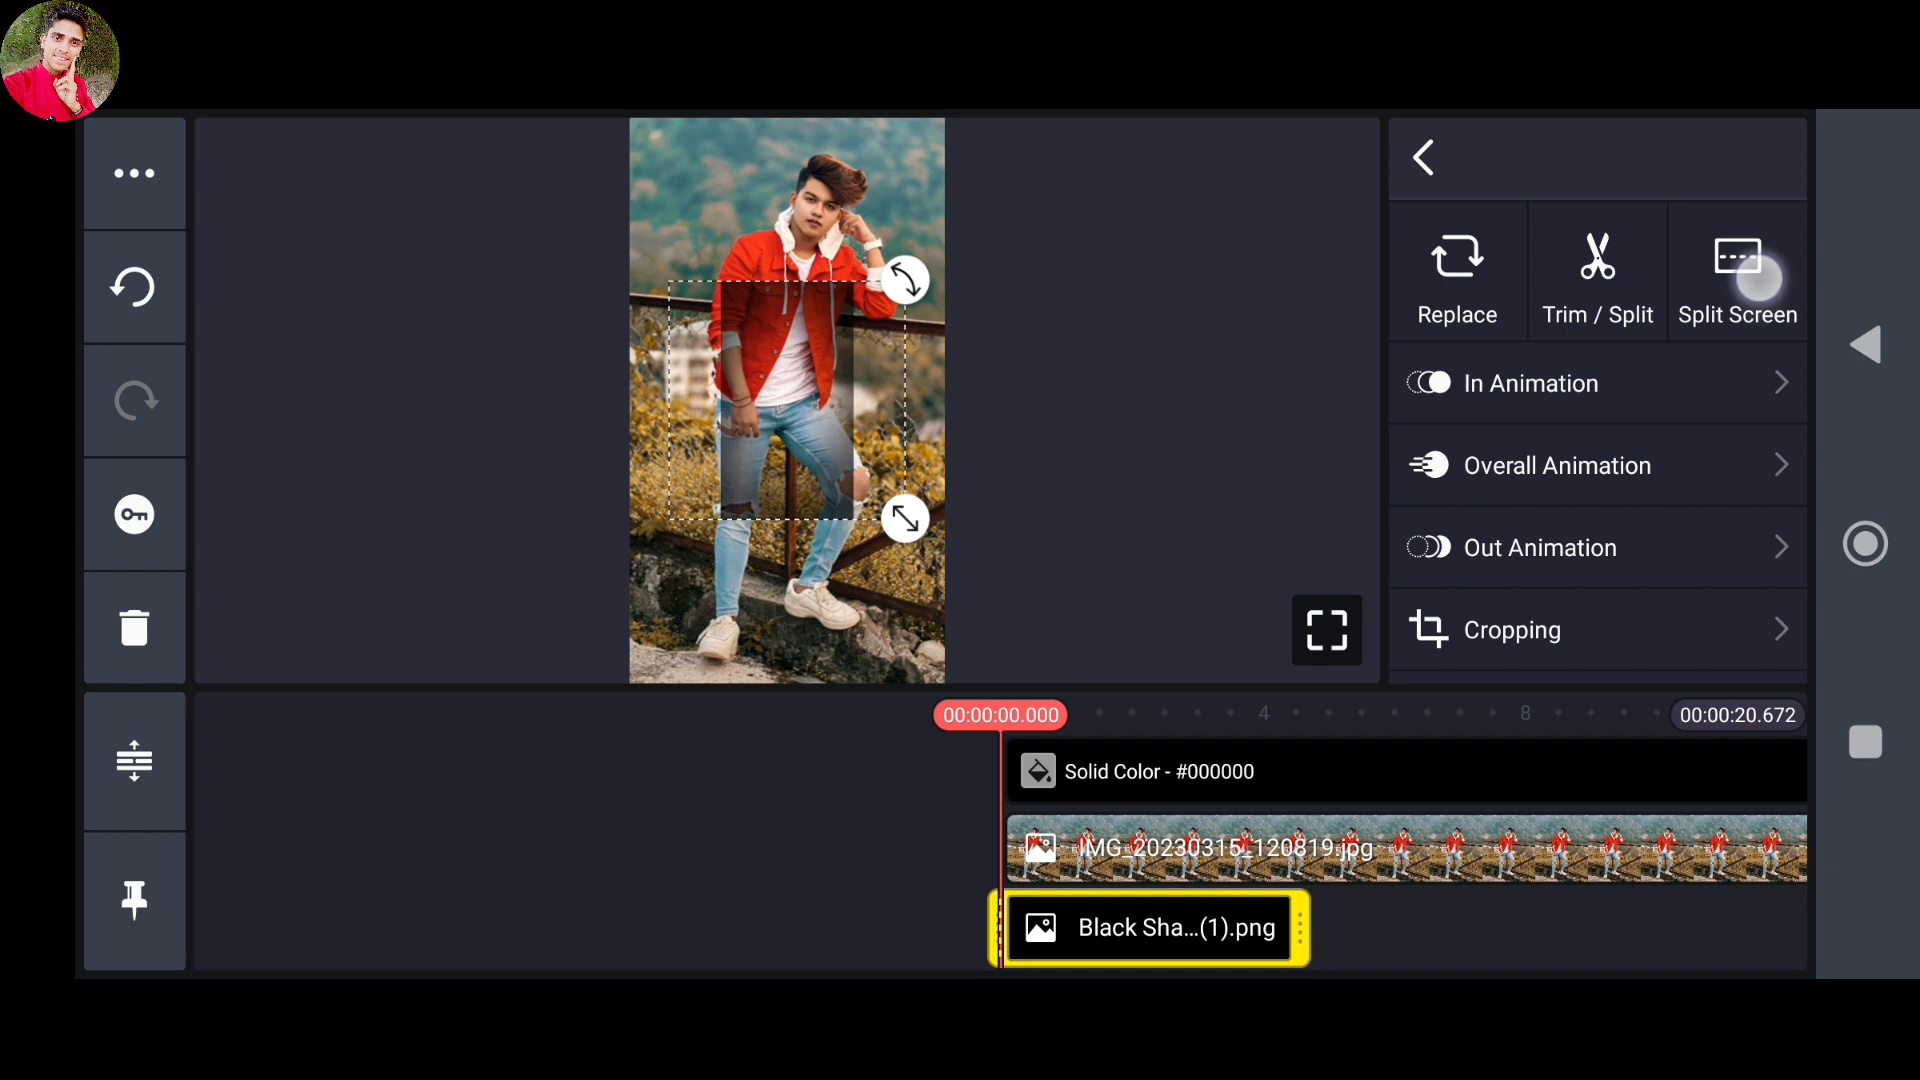 Replace
Trim / Split
Split Screen
In Animation
Overall Animation
Out Animation
Cropping
00:00:00.000
4
8
00:00:20.672
Solid Color - #000000
IMG_20230315_120819.jpg
Black Sha...(1).png